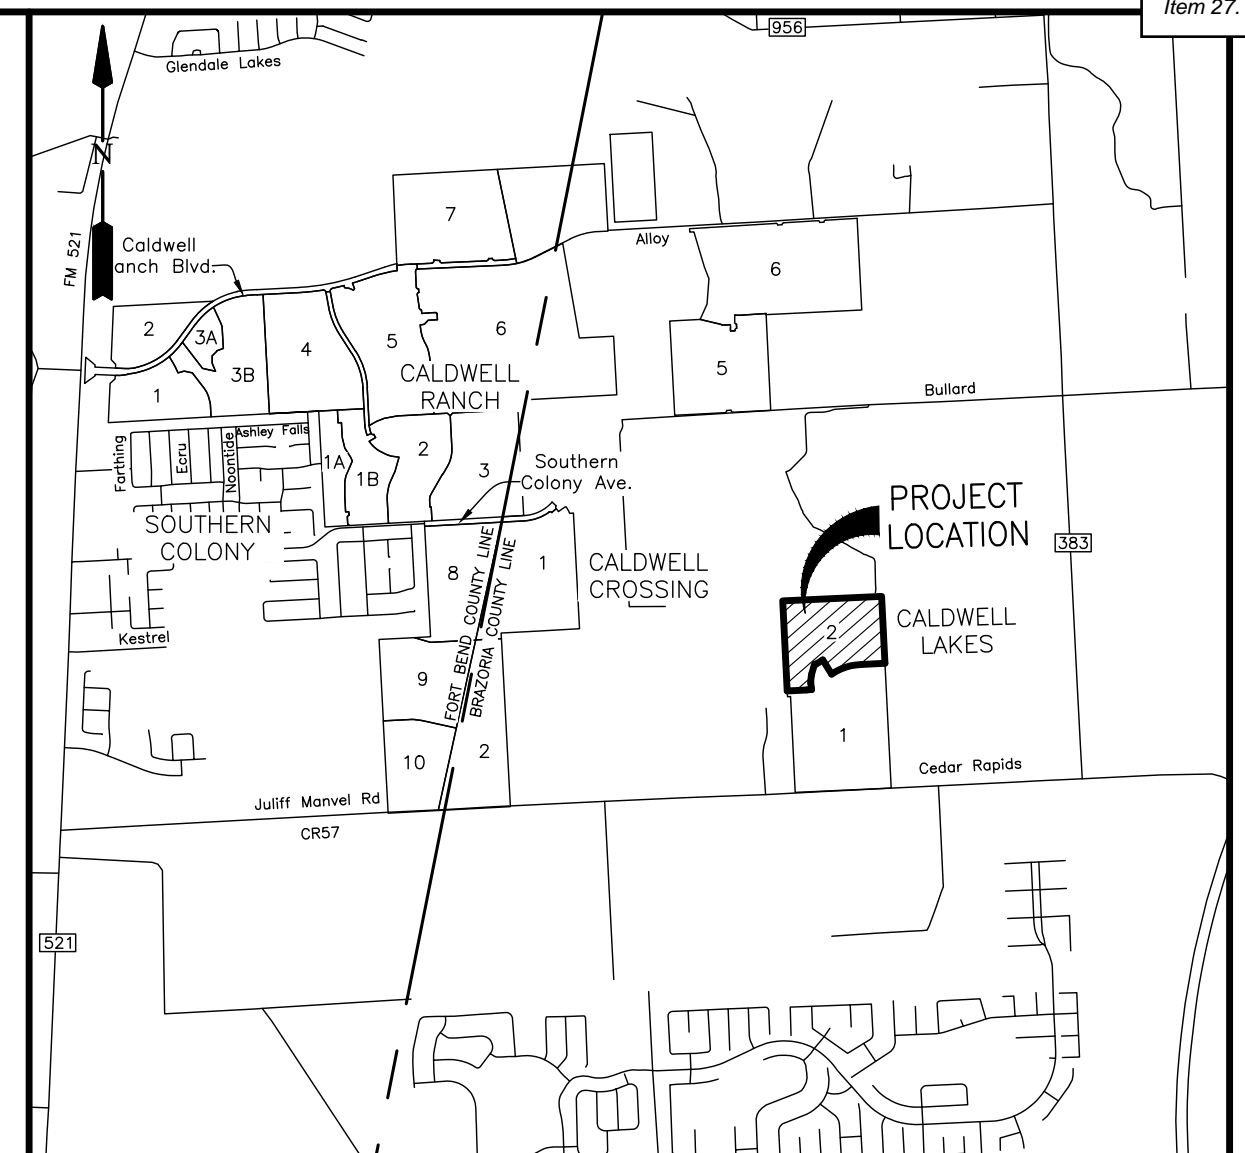 Item 27.
956
Glendale Lakes
N
FM 521
Caldwell
anch Blvd.
7
Alloy
6
2
3A
3B
4
5
6
5
1
CALDWELL
RANCH
Bullard
Farthing
Ecru
Noontide
Ashley Falls
1A
1B
2
3
Southern
Colony Ave.
SOUTHERN
COLONY
PROJECT
LOCATION
383
8
1
CALDWELL
CROSSING
FORT BEND COUNTY LINE
BRAZORIA COUNTY LINE
2
CALDWELL
LAKES
Kestrel
9
10
2
1
Cedar Rapids
Juliff Manvel Rd
CR57
521